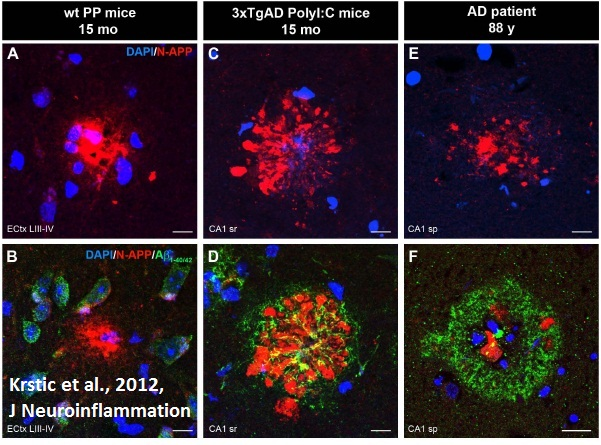 wt PP mice
15 mo
3xTgAD PolyI:C mice
15 mo
AD patient
88 y
A
DAPI/N-APP
ECtx LIII-IV
C
CA1 sr
E
CA1 sp
B
DAPI/N-APP/Aβ1-40/42
Krstic et al., 2012,
J Neuroinflammation
ECtx LIII-IV
D
CA1 sr
F
CA1 sp